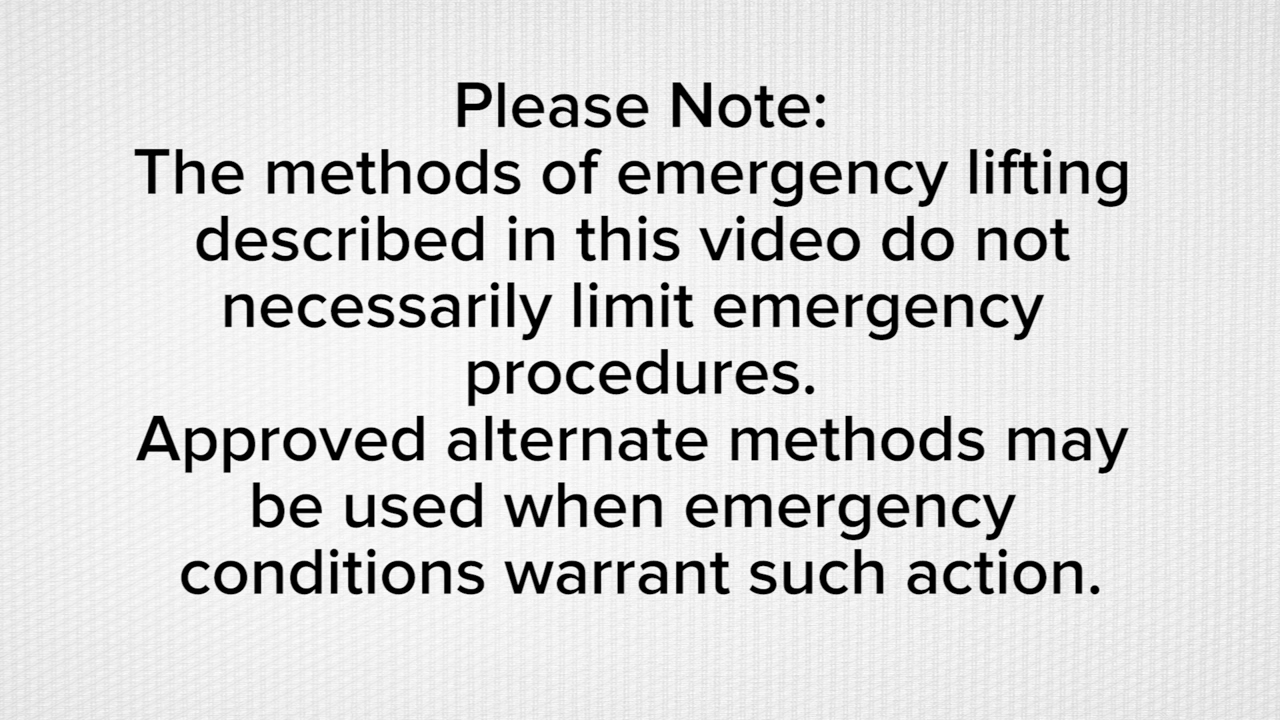 Please Note:
The methods of emergency lifting
described in this video do not
necessarily limit emergency
procedures.
Approved alternate methods may
be used when emergency
conditions warrant such action.